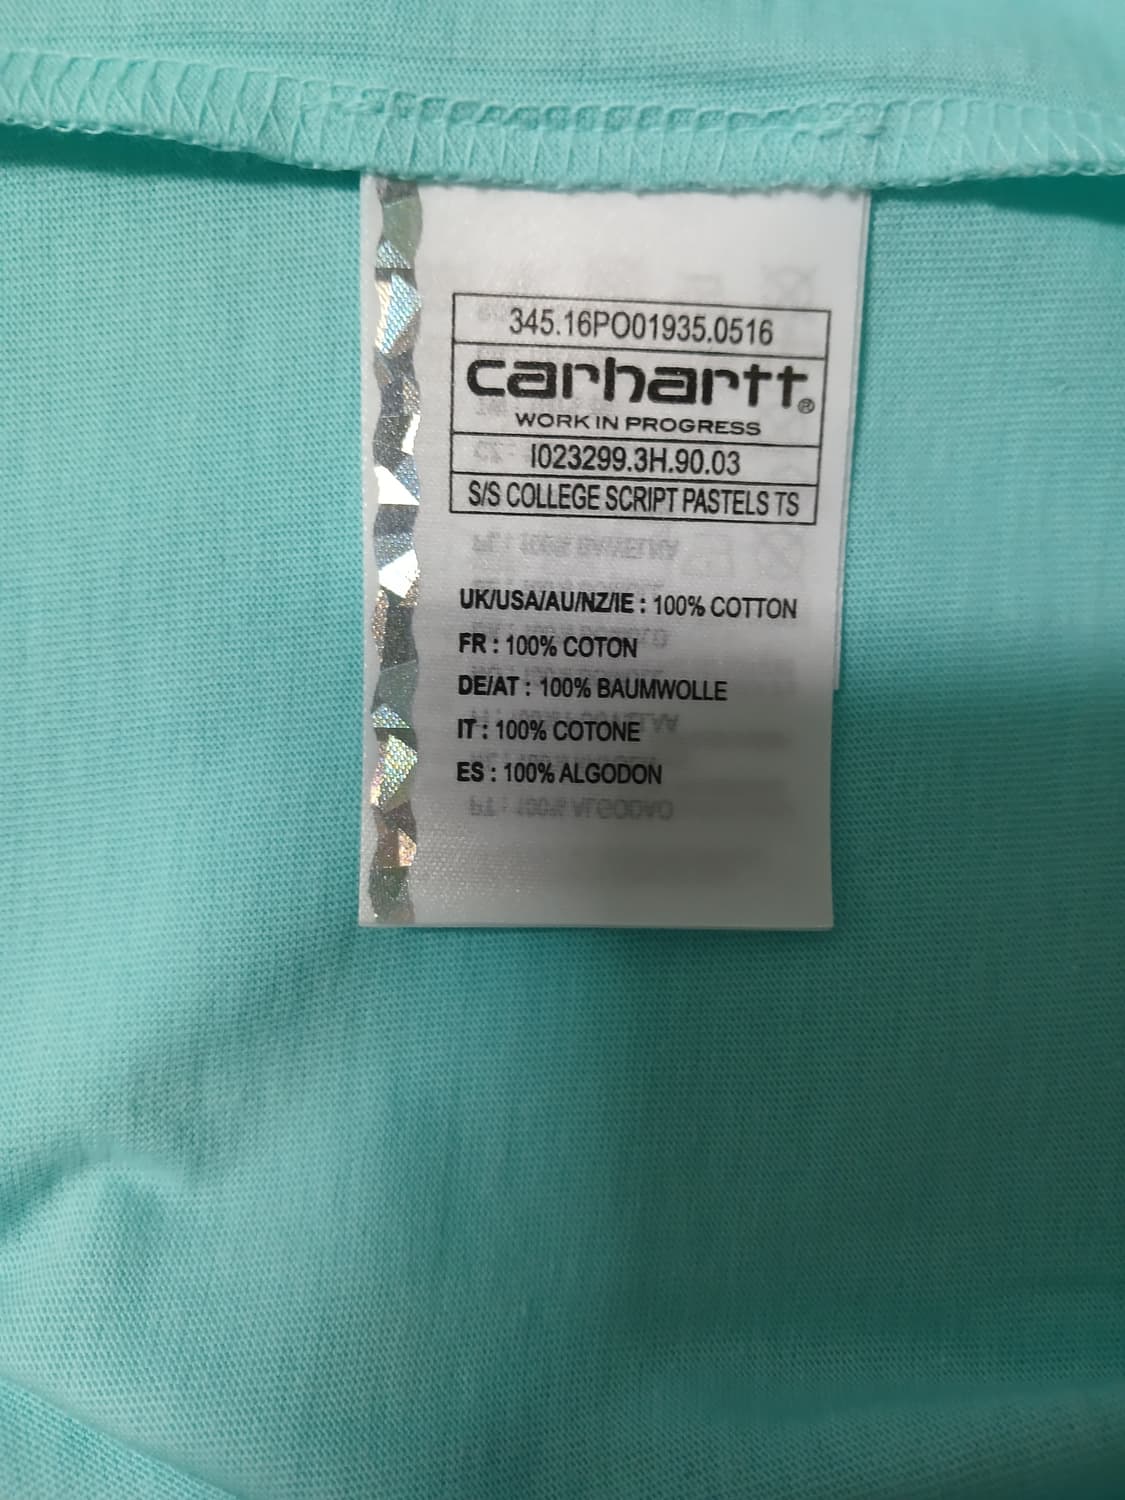 345.16PO01935.0516
carhartt®
WORK IN PROGRESS
I023299.3H.90.03
S/S COLLEGE SCRIPT PASTELS TS
UK/USA/AU/NZ/IE : 100% COTTON
FR : 100% COTON
DE/AT : 100% BAUMWOLLE
IT : 100% COTONE
ES : 100% ALGODON